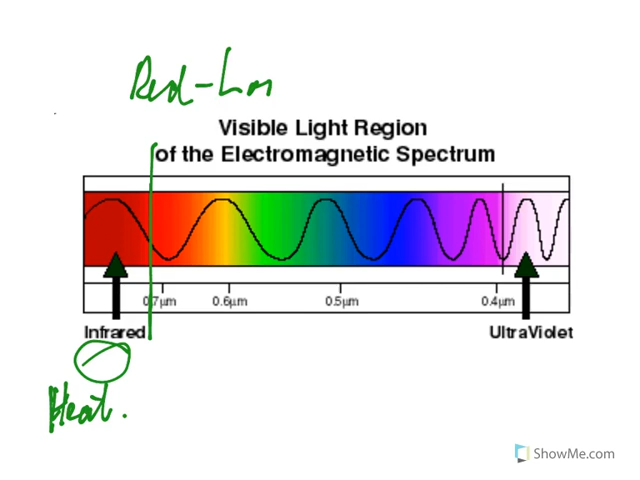 Red-
Visible Light Region
of the Electromagnetic Spectrum
0.7µm 0.6µm 0.5µm 0.4µm
Infrared UltraViolet
Heat.
ShowMe.com